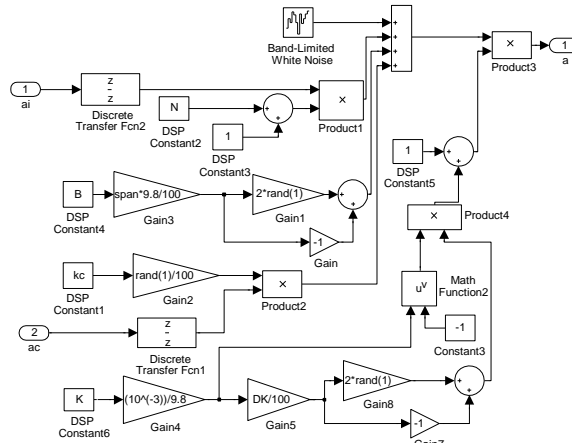 Band-Limited
White Noise
+
+
+
+
×
Product3
1
a
1
ai
z
z
Discrete
Transfer Fcn2
N
DSP
Constant2
+
+
1
DSP
Constant3
×
Product1
1
DSP
Constant5
+
+
B
DSP
Constant4
span*9.8/100
Gain3
2*rand(1)
Gain1
+
+
-1
Gain
×
Product4
kc
DSP
Constant1
rand(1)/100
Gain2
×
Product2
uv
Math
Function2
2
ac
z
z
Discrete
Transfer Fcn1
-1
Constant3
K
DSP
Constant6
(10^(-3))/9.8
Gain4
DK/100
Gain5
2*rand(1)
Gain8
+
+
-1
Gain7